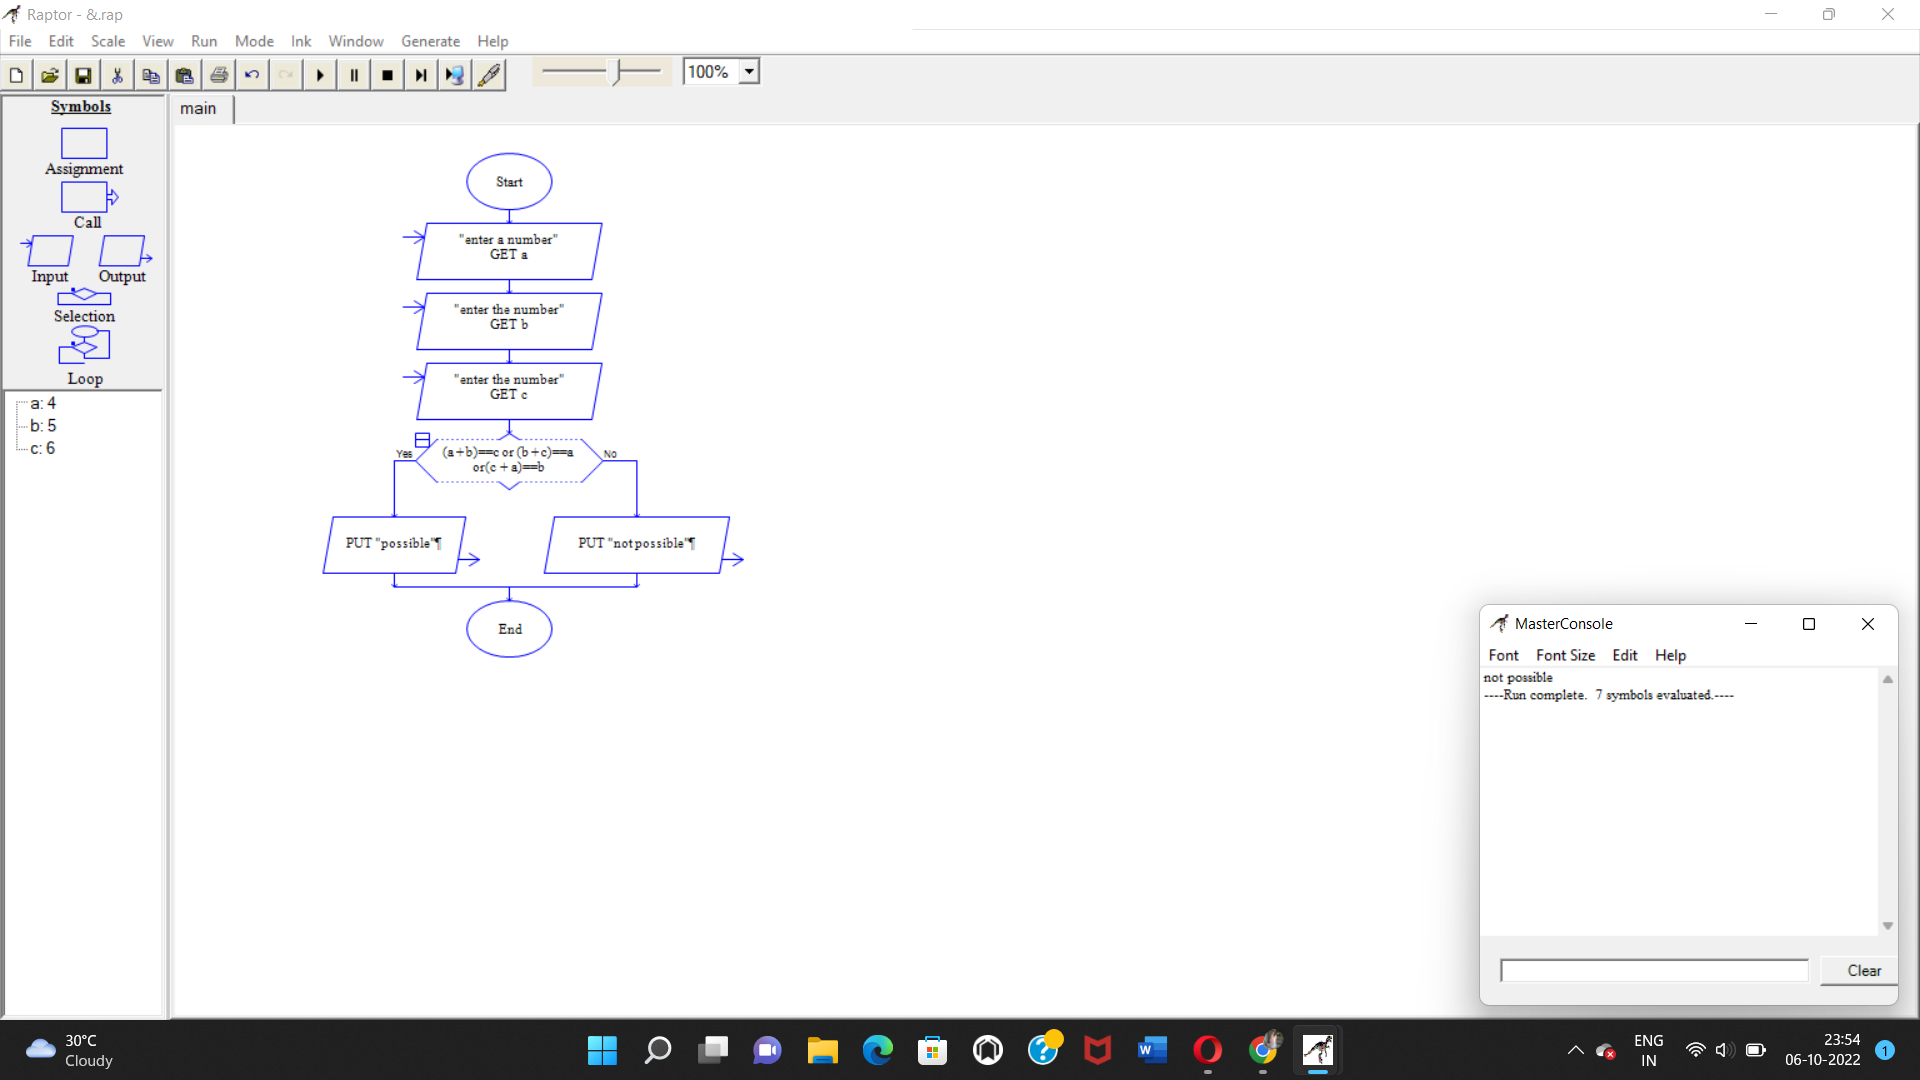 Raptor - &.rap
File Edit Scale View Run Mode Ink Window Generate Help
100%
Symbols
Assignment
Call
Input Output
Selection
Loop
a: 4
b: 5
c: 6
main
Start
"enter a number"
GET a
"enter the number"
GET b
"enter the number"
GET c
Yes
(a+b)==c or (b+c)==a
or(c + a)==b
No
PUT "possible"¶
PUT "not possible"¶
End
MasterConsole
Font Font Size Edit Help
not possible
----Run complete.  7 symbols evaluated.----
Clear
30°C
Cloudy
ENG
IN
23:54
06-10-2022
1